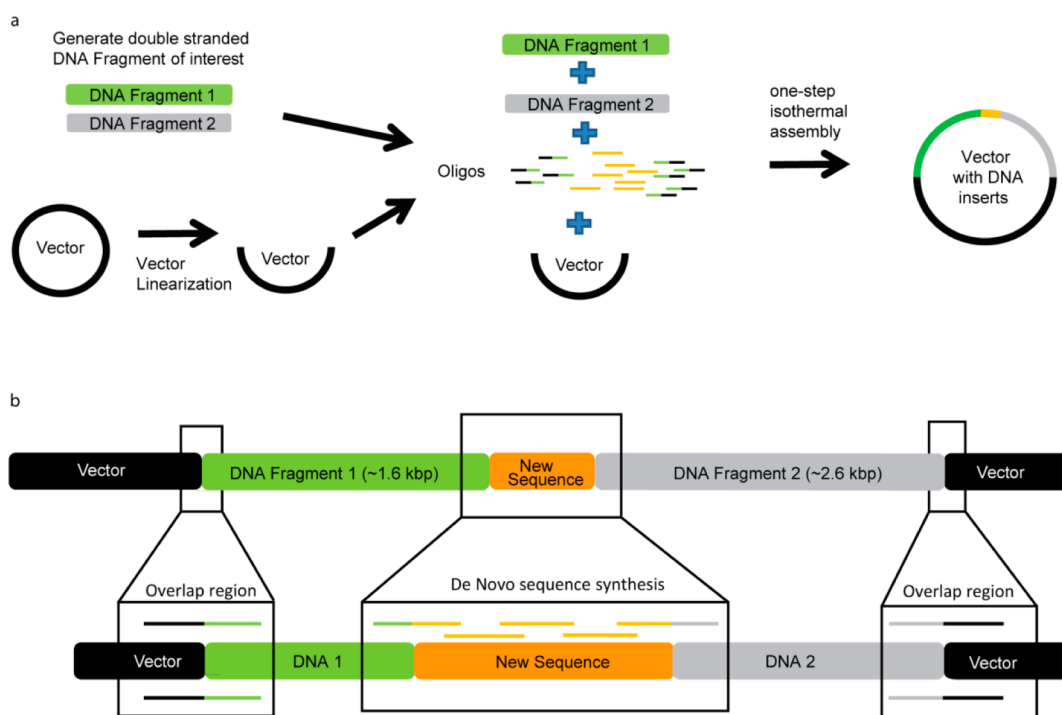 a
Generate double stranded
DNA Fragment of interest
DNA Fragment 1
DNA Fragment 2
Vector
Vector
Linearization
Vector
DNA Fragment 1
DNA Fragment 2
Oligos
Vector
one-step
isothermal
assembly
Vector
with DNA
inserts
b
Vector
DNA Fragment 1 (~1.6 kbp)
New
Sequence
DNA Fragment 2 (~2.6 kbp)
Vector
Overlap region
De Novo sequence synthesis
Overlap region
Vector
DNA 1
New Sequence
DNA 2
Vector